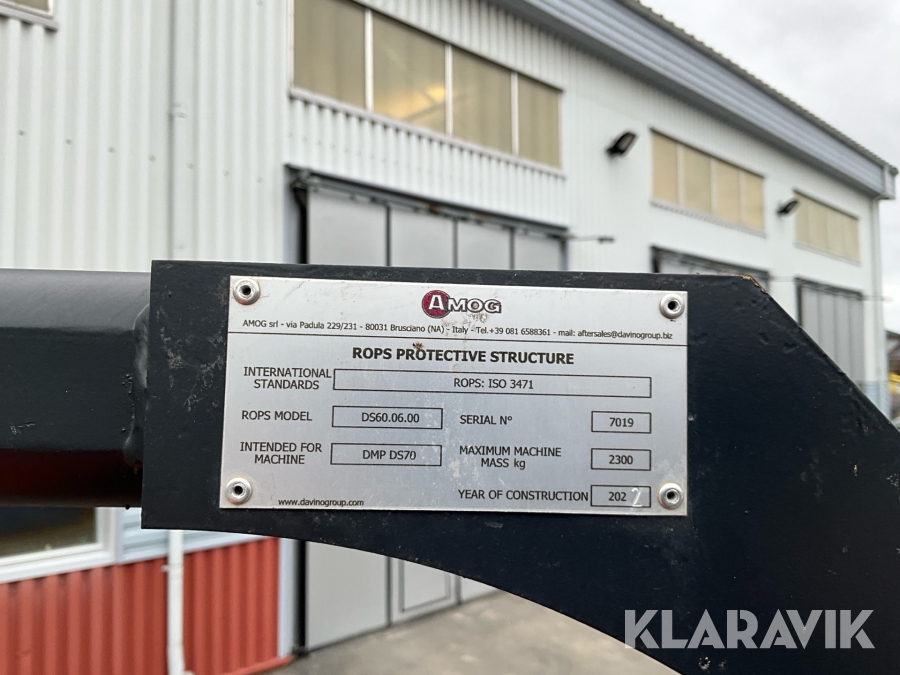 AMOG
AMOG srl - via Padula 229/231 - 80031 Brusciano (NA) - Italy - Tel.+39 081 6588361 - mail: aftersales@davinogroup.biz
ROPS PROTECTIVE STRUCTURE
INTERNATIONAL STANDARDS ROPS: ISO 3471
ROPS MODEL DS60.06.00 SERIAL N° 7019
INTENDED FOR MACHINE DMP DS70 MAXIMUM MACHINE MASS kg 2300
www.davinogroup.com YEAR OF CONSTRUCTION 2022
KLARAVIK